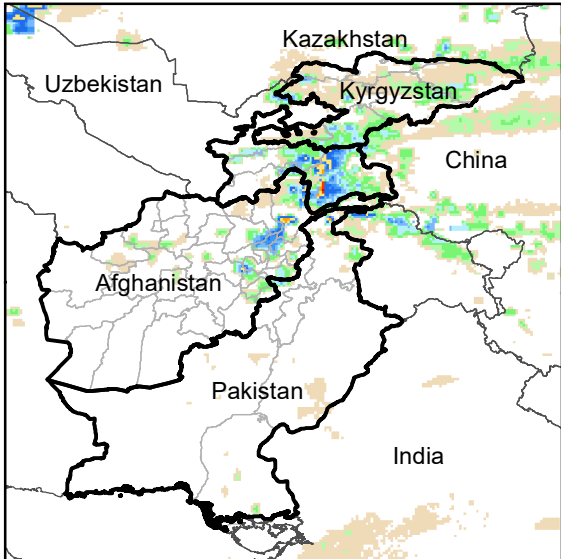 Kazakhstan
Uzbekistan
Kyrgyzstan
China
Afghanistan
Pakistan
India